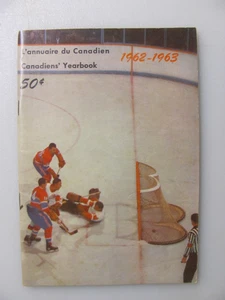 L'annuaire du Canadien
Canadiens' Yearbook
1962-1963
50¢